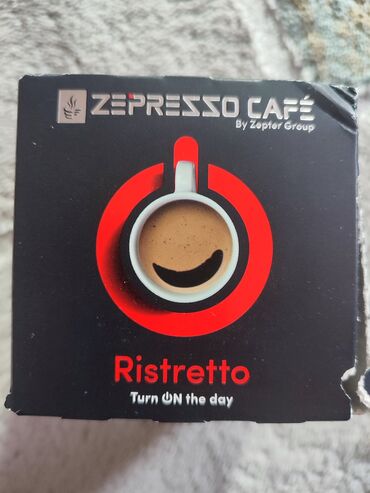 ZEPRESSO CAFÉ
By Zepter Group
Ristretto
Turn ON the day